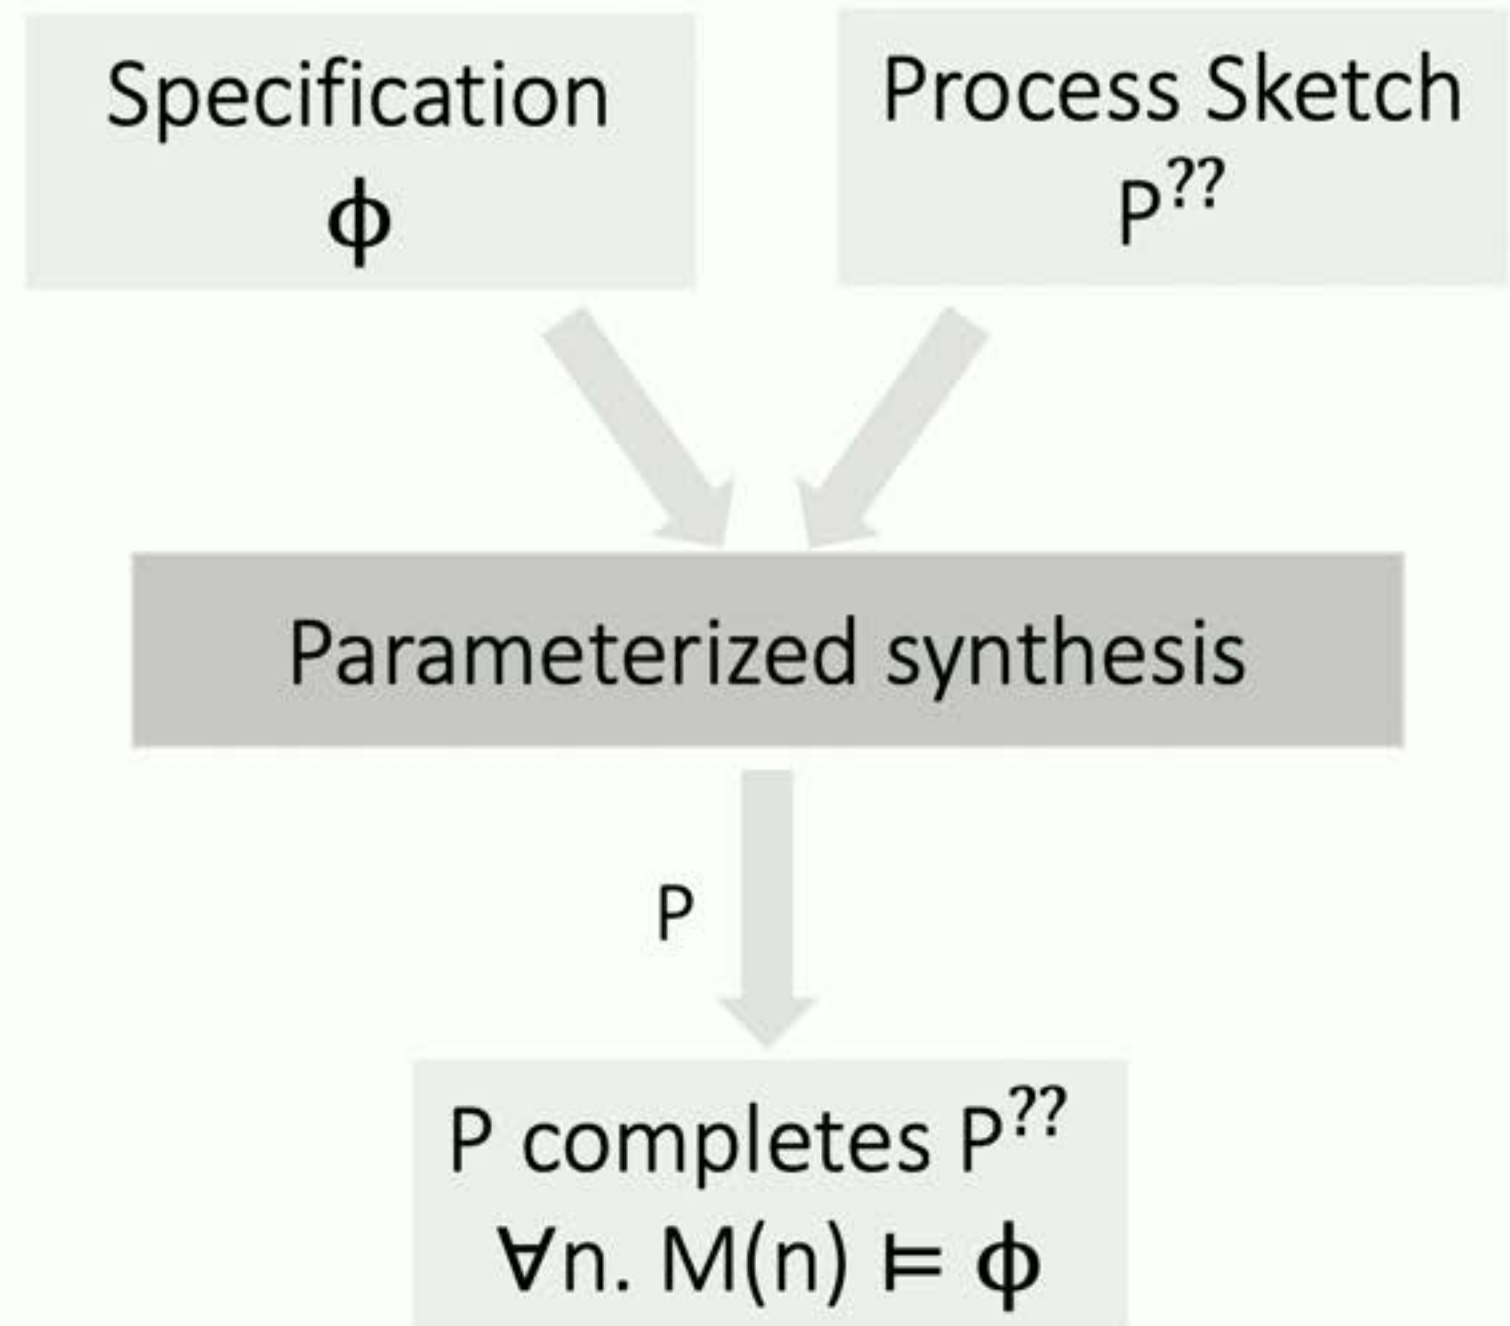 Specification
ϕ
Process Sketch
P??
Parameterized synthesis
P
P completes P??
∀n. M(n) ⊨ ϕ